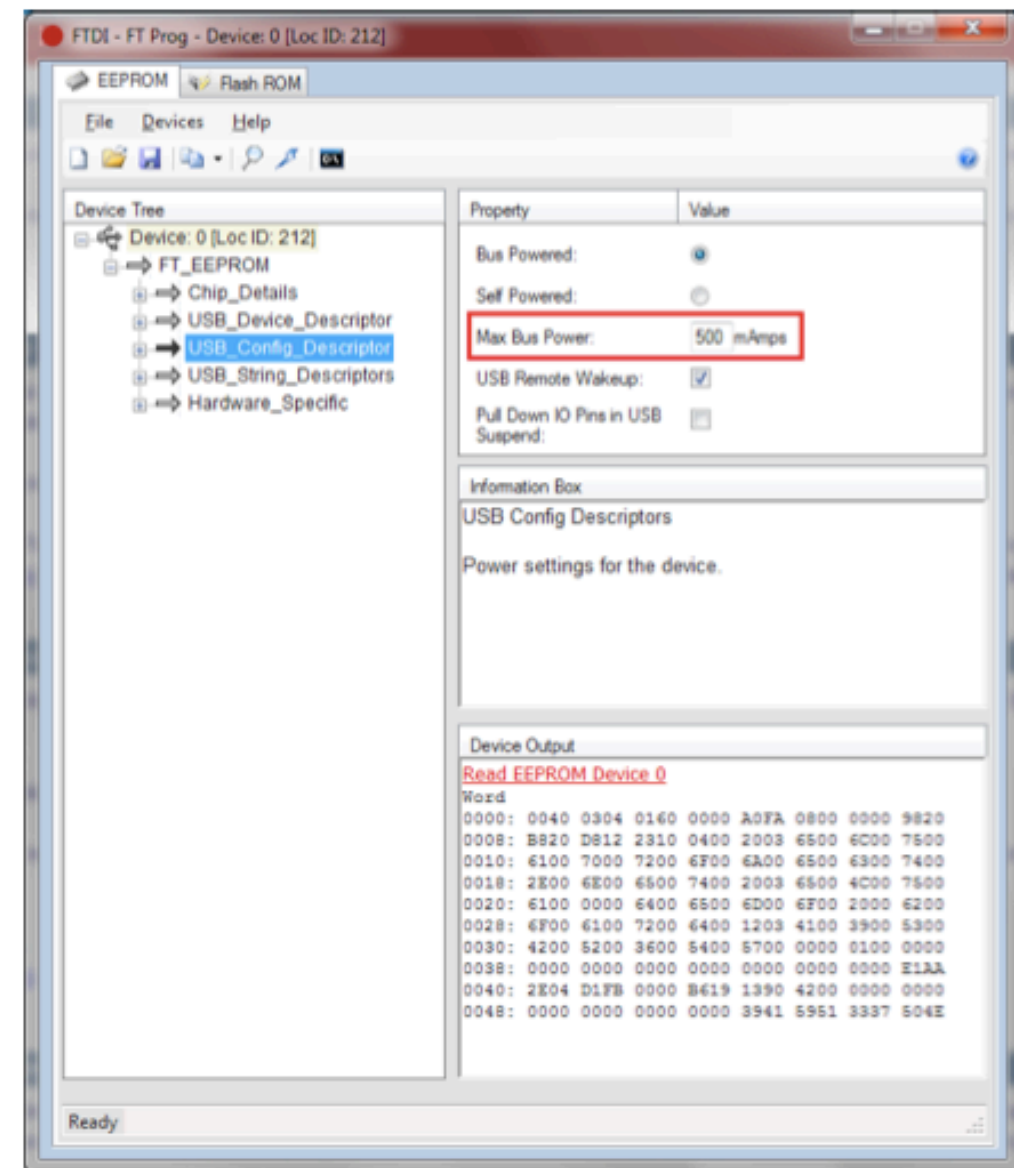 FTDI - FT Prog - Device: 0 [Loc ID: 212]
EEPROM Flash ROM
File Devices Help
Device Tree
Device: 0 [Loc ID: 212]
FT_EEPROM
Chip_Details
USB_Device_Descriptor
USB_Config_Descriptor
USB_String_Descriptors
Hardware_Specific
Property Value
Bus Powered:
Self Powered:
Max Bus Power: 500 mAmps
USB Remote Wakeup:
Pull Down IO Pins in USB
Suspend:
Information Box
USB Config Descriptors
Power settings for the device.
Device Output
Read EEPROM Device 0
Word
0000: 0040 0304 0160 0000 A0FA 0800 0000 9820
0008: B820 D812 2310 0400 2003 6500 6C00 7500
0010: 6100 7000 7200 6F00 6A00 6500 6300 7400
0018: 2E00 6E00 6500 7400 2003 6500 4C00 7500
0020: 6100 0000 6400 6500 6D00 6F00 2000 6200
0028: 6F00 6100 7200 6400 1203 4100 3900 5300
0030: 4200 5200 3600 5400 5700 0000 0100 0000
0038: 0000 0000 0000 0000 0000 0000 0000 E1AA
0040: 2E04 D1FB 0000 B619 1390 4200 0000 0000
0048: 0000 0000 0000 0000 3941 5951 3337 504E
Ready